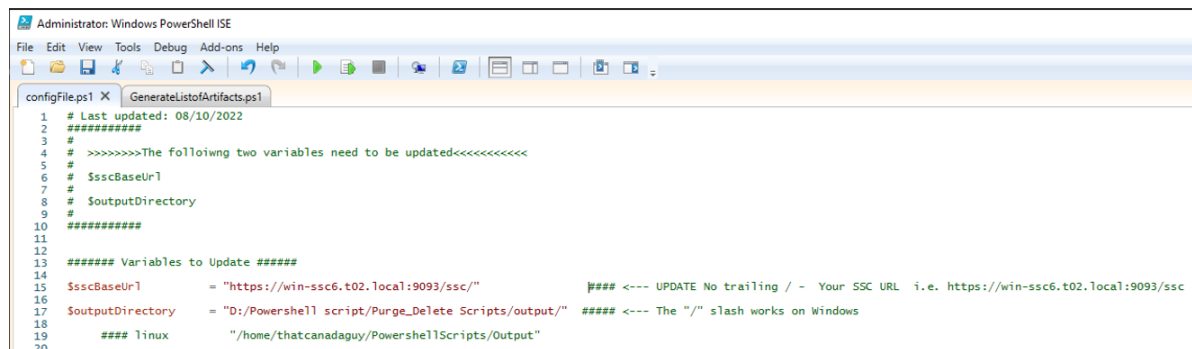 Administrator: Windows PowerShell ISE
File Edit View Tools Debug Add-ons Help
configFile.ps1 X GenerateListofArtifacts.ps1
1 # Last updated: 08/10/2022
2 ###########
3 #
4 # >>>>>>>>The folloiwng two variables need to be updated<<<<<<<<<<<
5 #
6 # $sscBaseUrl
7 #
8 # $outputDirectory
9 #
10 ###########
11
12
13 ####### Variables to Update ######
14
15 $sscBaseUrl = "https://win-ssc6.t02.local:9093/ssc/" #### <--- UPDATE No trailing / - Your SSC URL i.e. https://win-ssc6.t02.local:9093/ssc
16
17 $outputDirectory = "D:/Powershell script/Purge_Delete Scripts/output/" ##### <--- The "/" slash works on Windows
18
19 #### linux "/home/thatcanadaguy/PowershellScripts/Output"
20